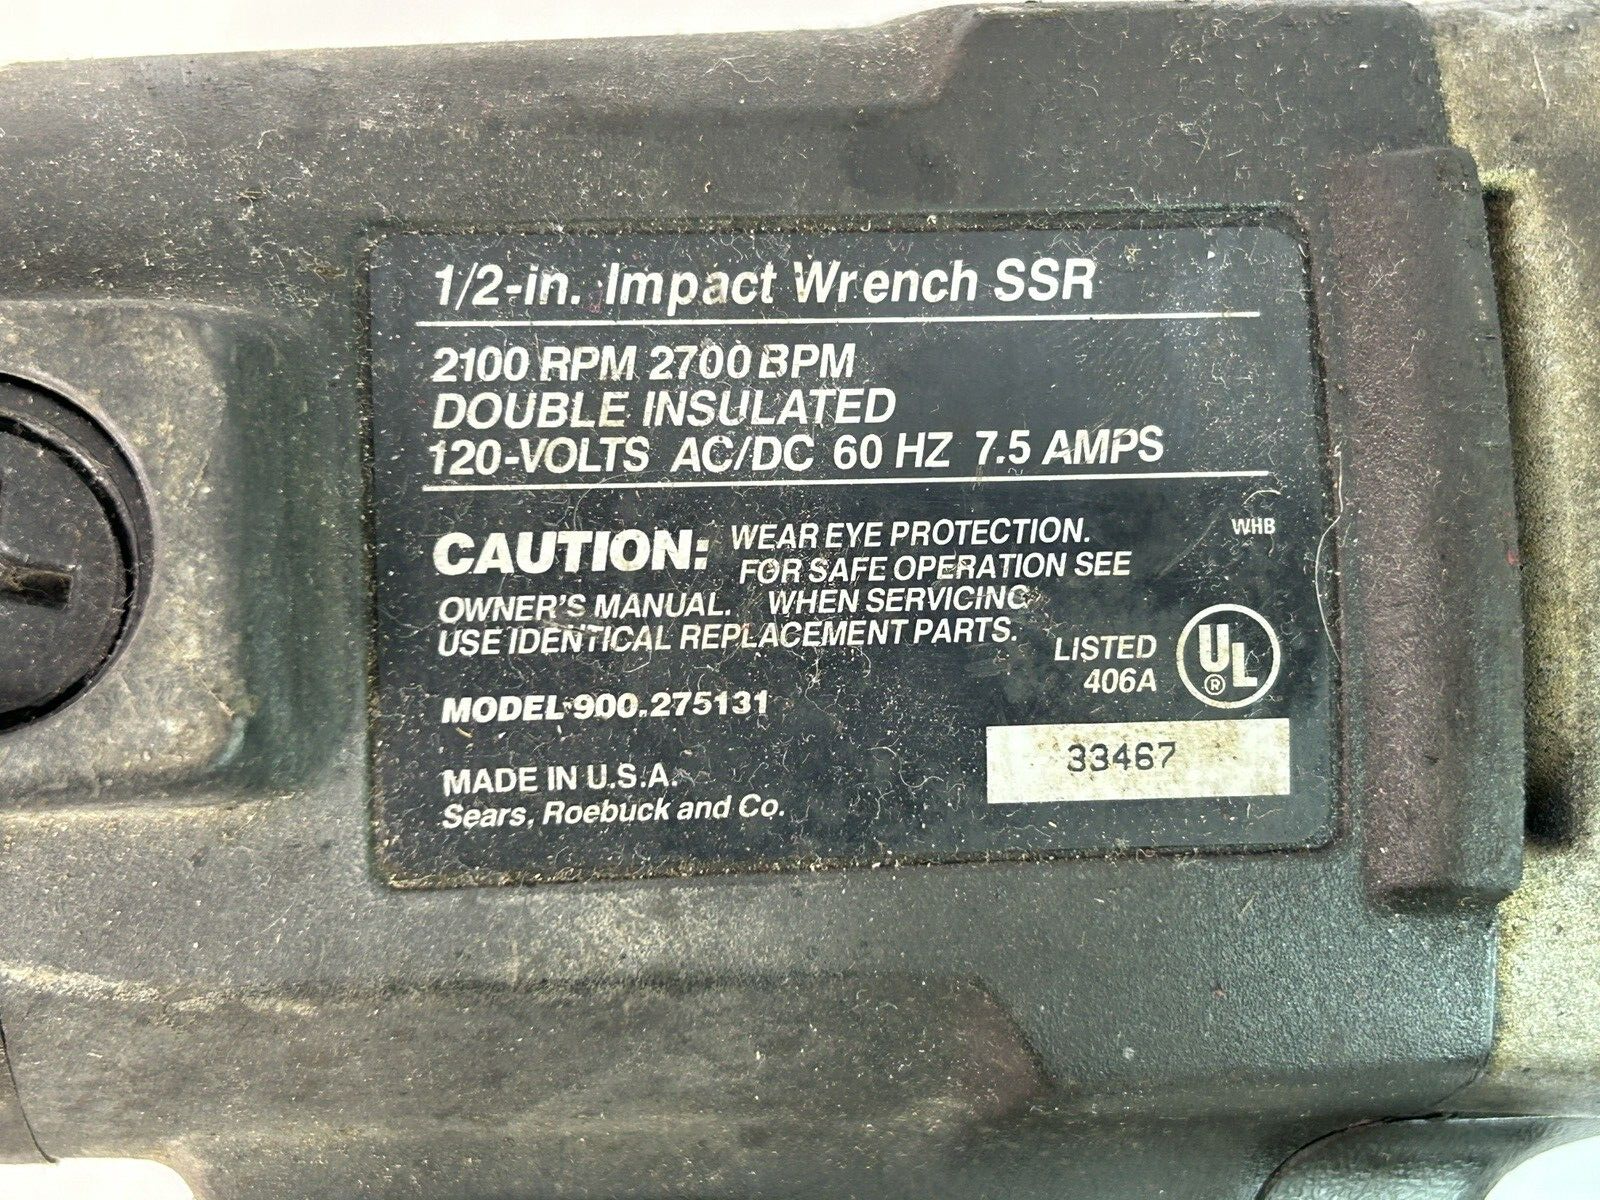 1/2-in. Impact Wrench SSR
2100 RPM 2700 BPM
DOUBLE INSULATED
120-VOLTS AC/DC 60 HZ 7.5 AMPS
CAUTION: WEAR EYE PROTECTION.
FOR SAFE OPERATION SEE
OWNER'S MANUAL. WHEN SERVICING
USE IDENTICAL REPLACEMENT PARTS.
WHB
LISTED
406A
UL
®
MODEL 900.275131
33467
MADE IN U.S.A.
Sears, Roebuck and Co.